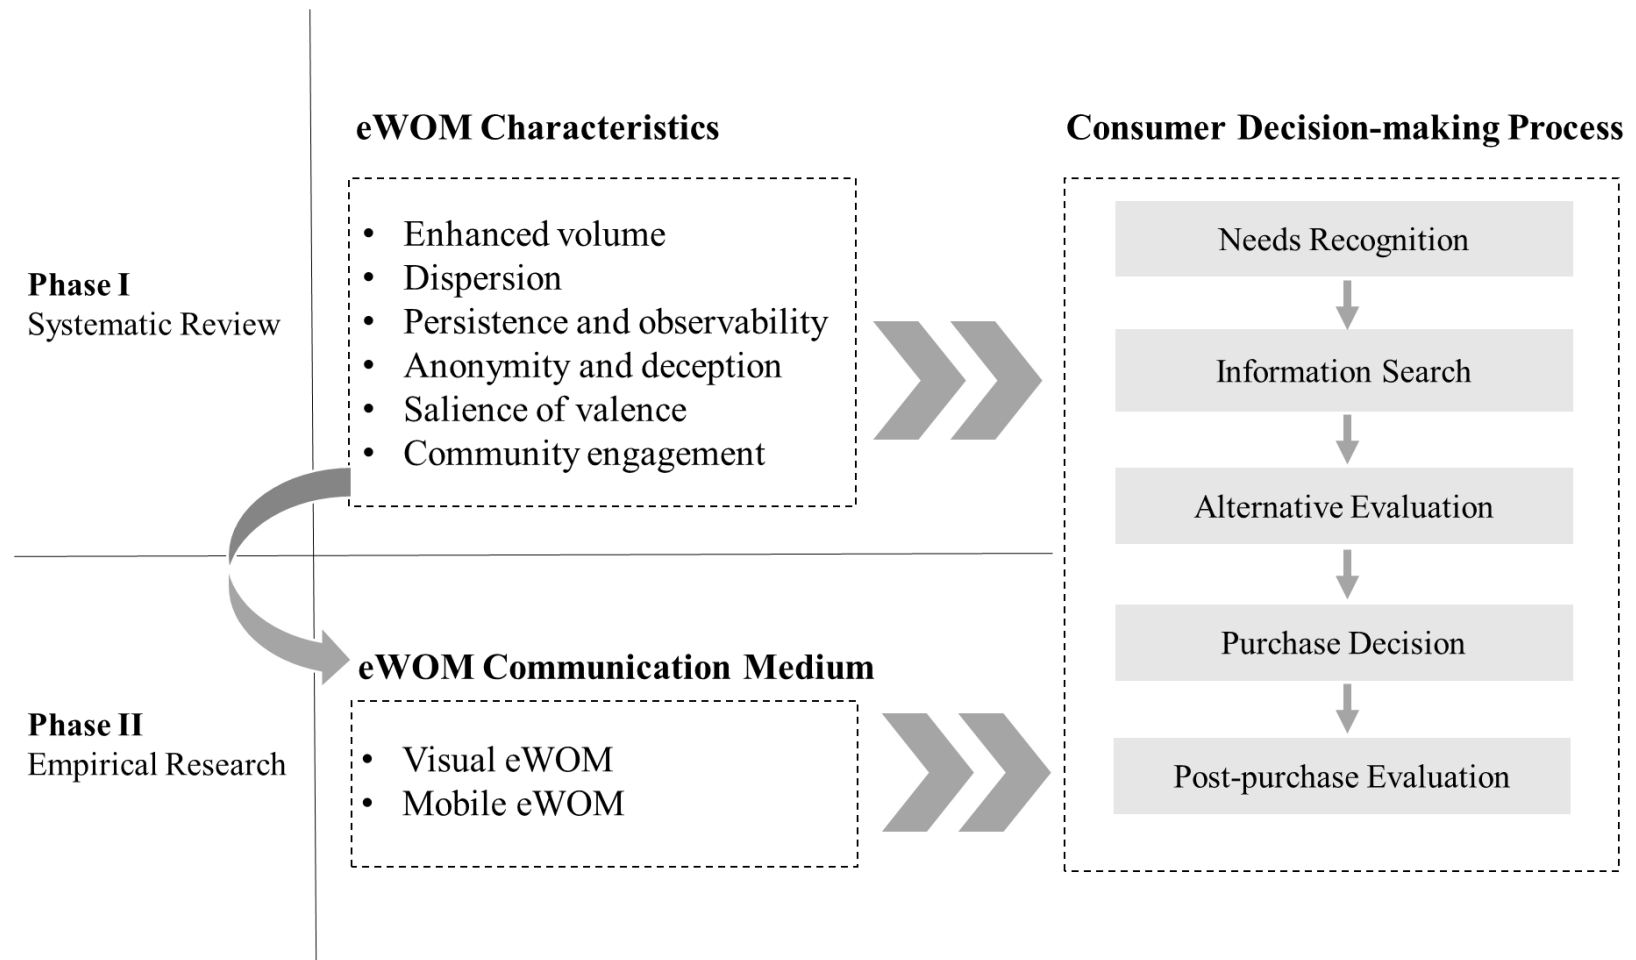 eWOM Characteristics
Consumer Decision-making Process
Phase I
Systematic Review
• Enhanced volume
• Dispersion
• Persistence and observability
• Anonymity and deception
• Salience of valence
• Community engagement
Needs Recognition
Information Search
Alternative Evaluation
Purchase Decision
Post-purchase Evaluation
Phase II
Empirical Research
eWOM Communication Medium
• Visual eWOM
• Mobile eWOM